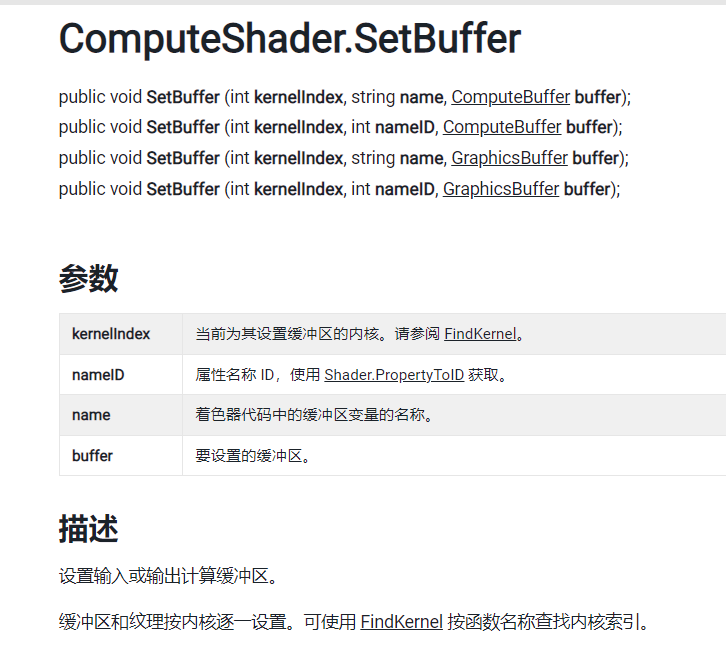 ComputeShader.SetBuffer
public void SetBuffer (int kernelIndex, string name, ComputeBuffer buffer);
public void SetBuffer (int kernelIndex, int nameID, ComputeBuffer buffer);
public void SetBuffer (int kernelIndex, string name, GraphicsBuffer buffer);
public void SetBuffer (int kernelIndex, int nameID, GraphicsBuffer buffer);
参数
kernelIndex 当前为其设置缓冲区的内核。请参阅 FindKernel。
nameID 属性名称 ID，使用 Shader.PropertyToID 获取。
name 着色器代码中的缓冲区变量的名称。
buffer 要设置的缓冲区。
描述
设置输入或输出计算缓冲区。
缓冲区和纹理按内核逐一设置。可使用 FindKernel 按函数名称查找内核索引。